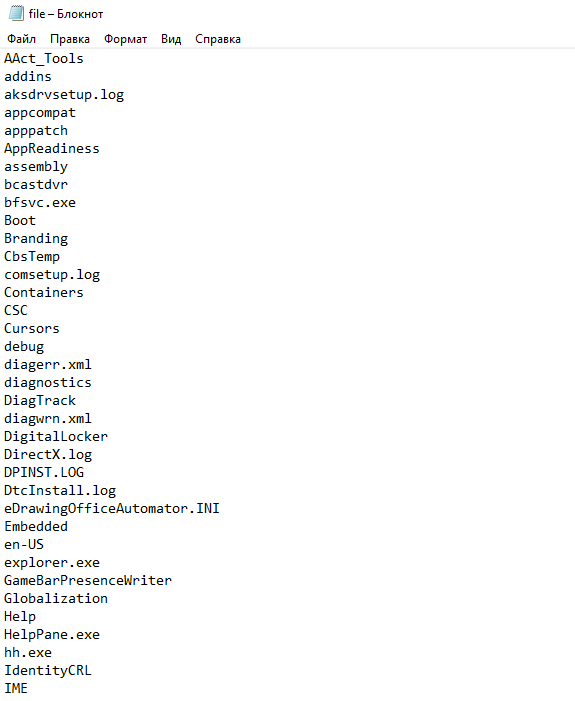 file – Блокнот
Файл Правка Формат Вид Справка
AAct_Tools
addins
aksdrvsetup.log
appcompat
apppatch
AppReadiness
assembly
bcastdvr
bfsvc.exe
Boot
Branding
CbsTemp
comsetup.log
Containers
CSC
Cursors
debug
diagerr.xml
diagnostics
DiagTrack
diagwrn.xml
DigitalLocker
DirectX.log
DPINST.LOG
DtcInstall.log
eDrawingOfficeAutomator.INI
Embedded
en-US
explorer.exe
GameBarPresenceWriter
Globalization
Help
HelpPane.exe
hh.exe
IdentityCRL
IME